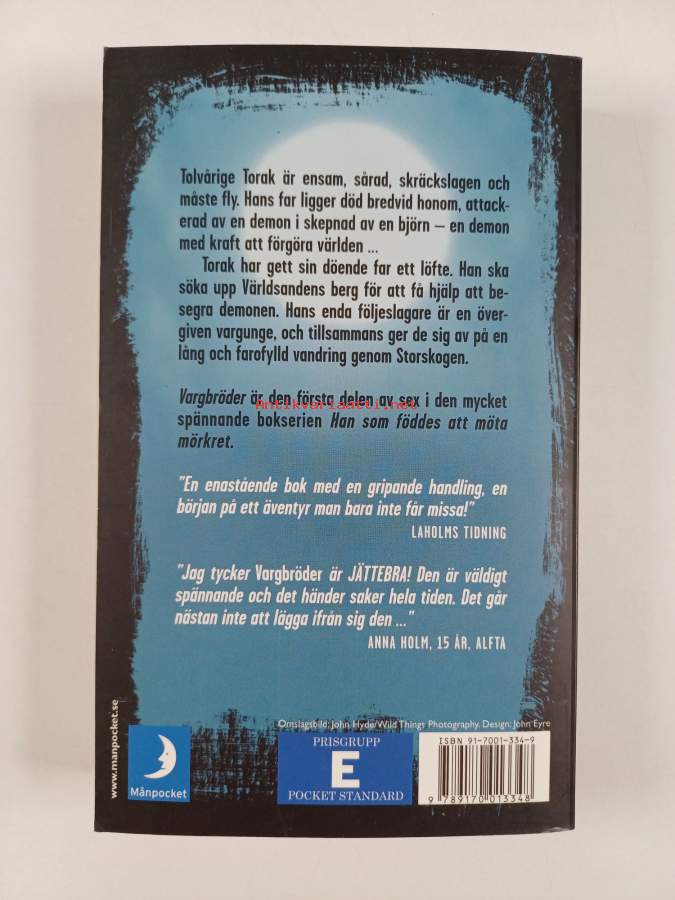 Tolvårige Torak är ensam, sårad, skräckslagen och
måste fly. Hans far ligger död bredvid honom, attack-
erad av en demon i skepnad av en björn – en demon
med kraft att förgöra världen ...
Torak har gett sin döende far ett löfte. Han ska
söka upp Världsandens berg för att få hjälp att be-
segra demonen. Hans enda följeslagare är en över-
given vargunge, och tillsammans ger de sig av på en
lång och farofylld vandring genom Storskogen.
Vargbröder är den första delen av sex i den mycket
Antikvariaatti.net
spännande bokserien Han som föddes att möta
mörkret.
"En enastående bok med en gripande handling, en
början på ett äventyr man bara inte får missa!"
LAHOLMS TIDNING
"Jag tycker Vargbröder är JÄTTEBRA! Den är väldigt
spännande och det händer saker hela tiden. Det går
nästan inte att lägga ifrån sig den ..."
ANNA HOLM, 15 ÅR, ALFTA
Omslagsbild: John Hyde/Wild Things Photography. Design: John Eyre
www.manpocket.se
Månpocket
PRISGRUPP
E
POCKET STANDARD
ISBN 91-7001-334-9
9 789170 013348